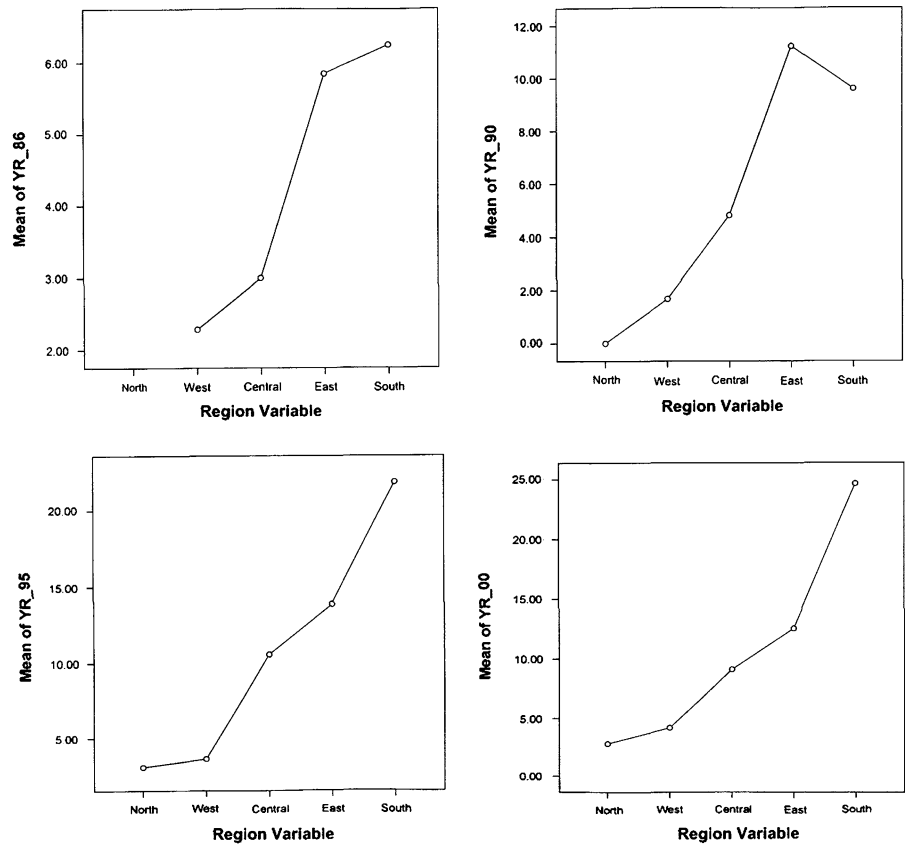 Mean of YR_86
6.00
5.00
4.00
3.00
2.00
North West Central East South
Region Variable
Mean of YR_90
12.00
10.00
8.00
6.00
4.00
2.00
0.00
North West Central East South
Region Variable
Mean of YR_95
20.00
15.00
10.00
5.00
North West Central East South
Region Variable
Mean of YR_00
25.00
20.00
15.00
10.00
5.00
0.00
North West Central East South
Region Variable